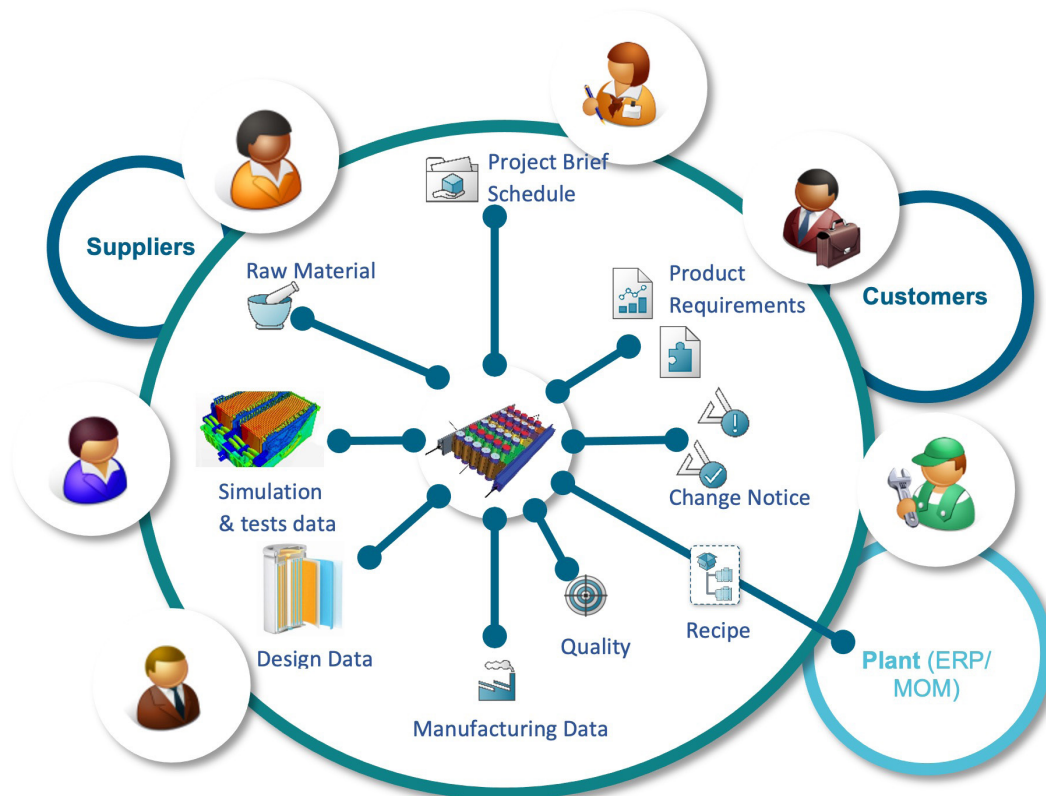 Project Brief
Schedule
Suppliers
Raw Material
Product
Requirements
Customers
Simulation
& tests data
Change Notice
Design Data
Quality
Recipe
Plant (ERP/
MOM)
Manufacturing Data